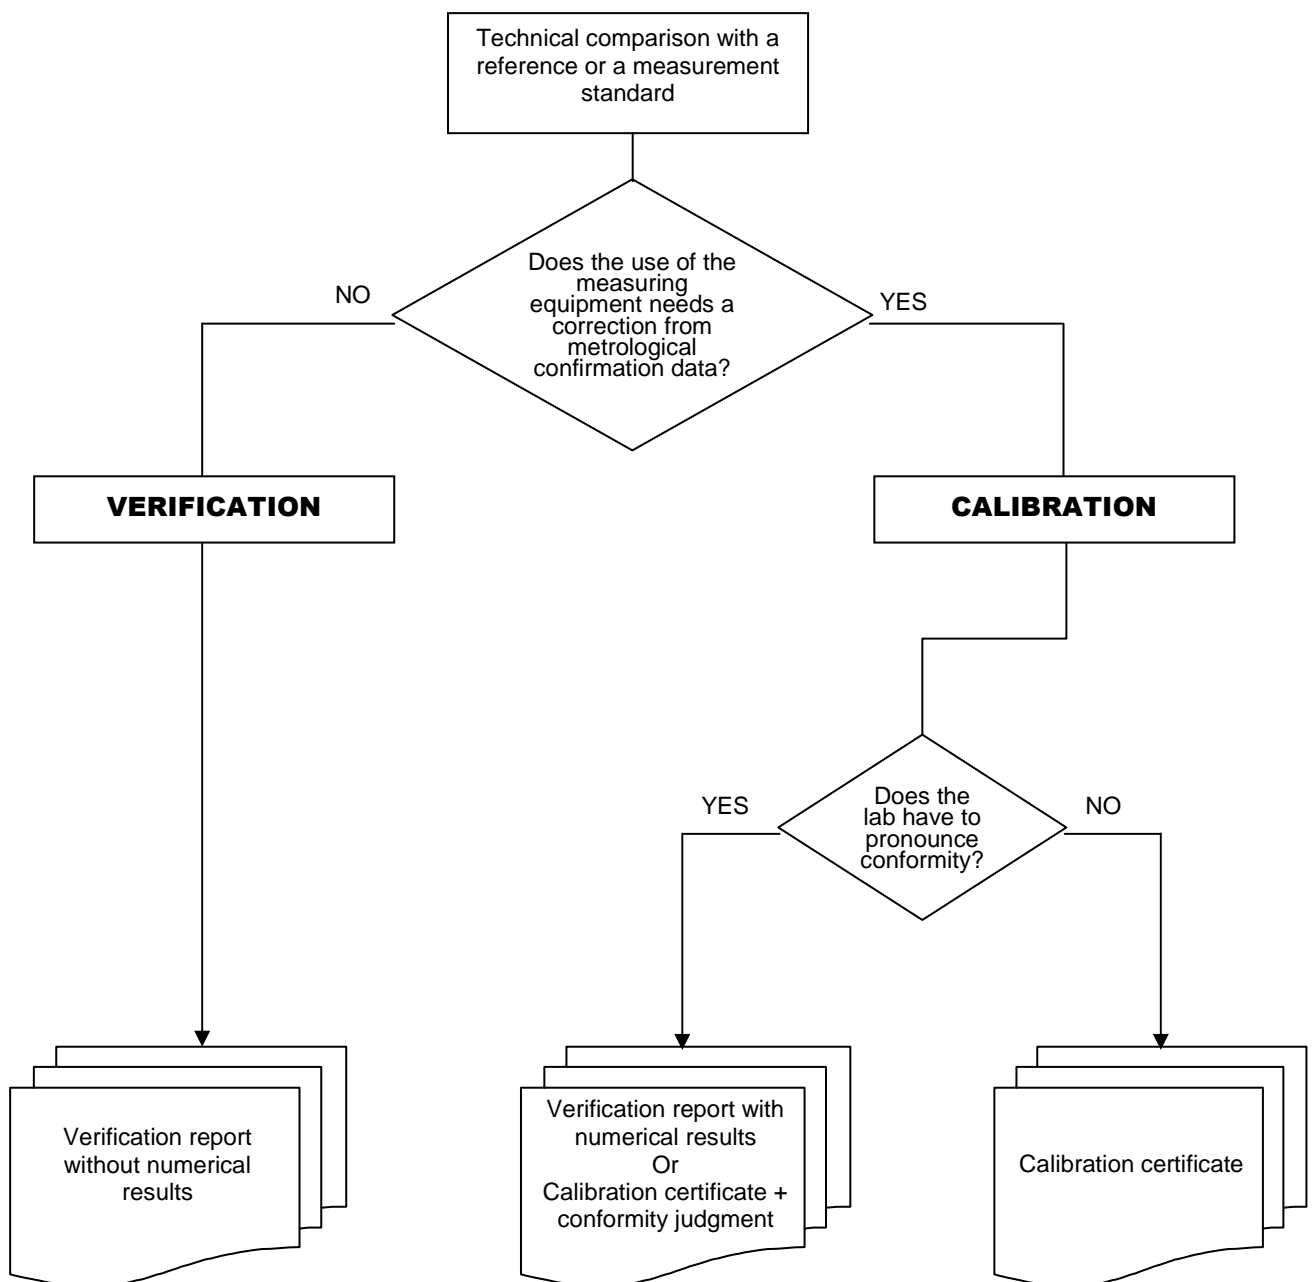 Technical comparison with a
reference or a measurement
standard
Does the use of the
measuring
equipment needs a
correction from
metrological
confirmation data?
NO
YES
VERIFICATION
CALIBRATION
Does the
lab have to
pronounce
conformity?
YES
NO
Verification report
without numerical
results
Verification report with
numerical results
Or
Calibration certificate +
conformity judgment
Calibration certificate